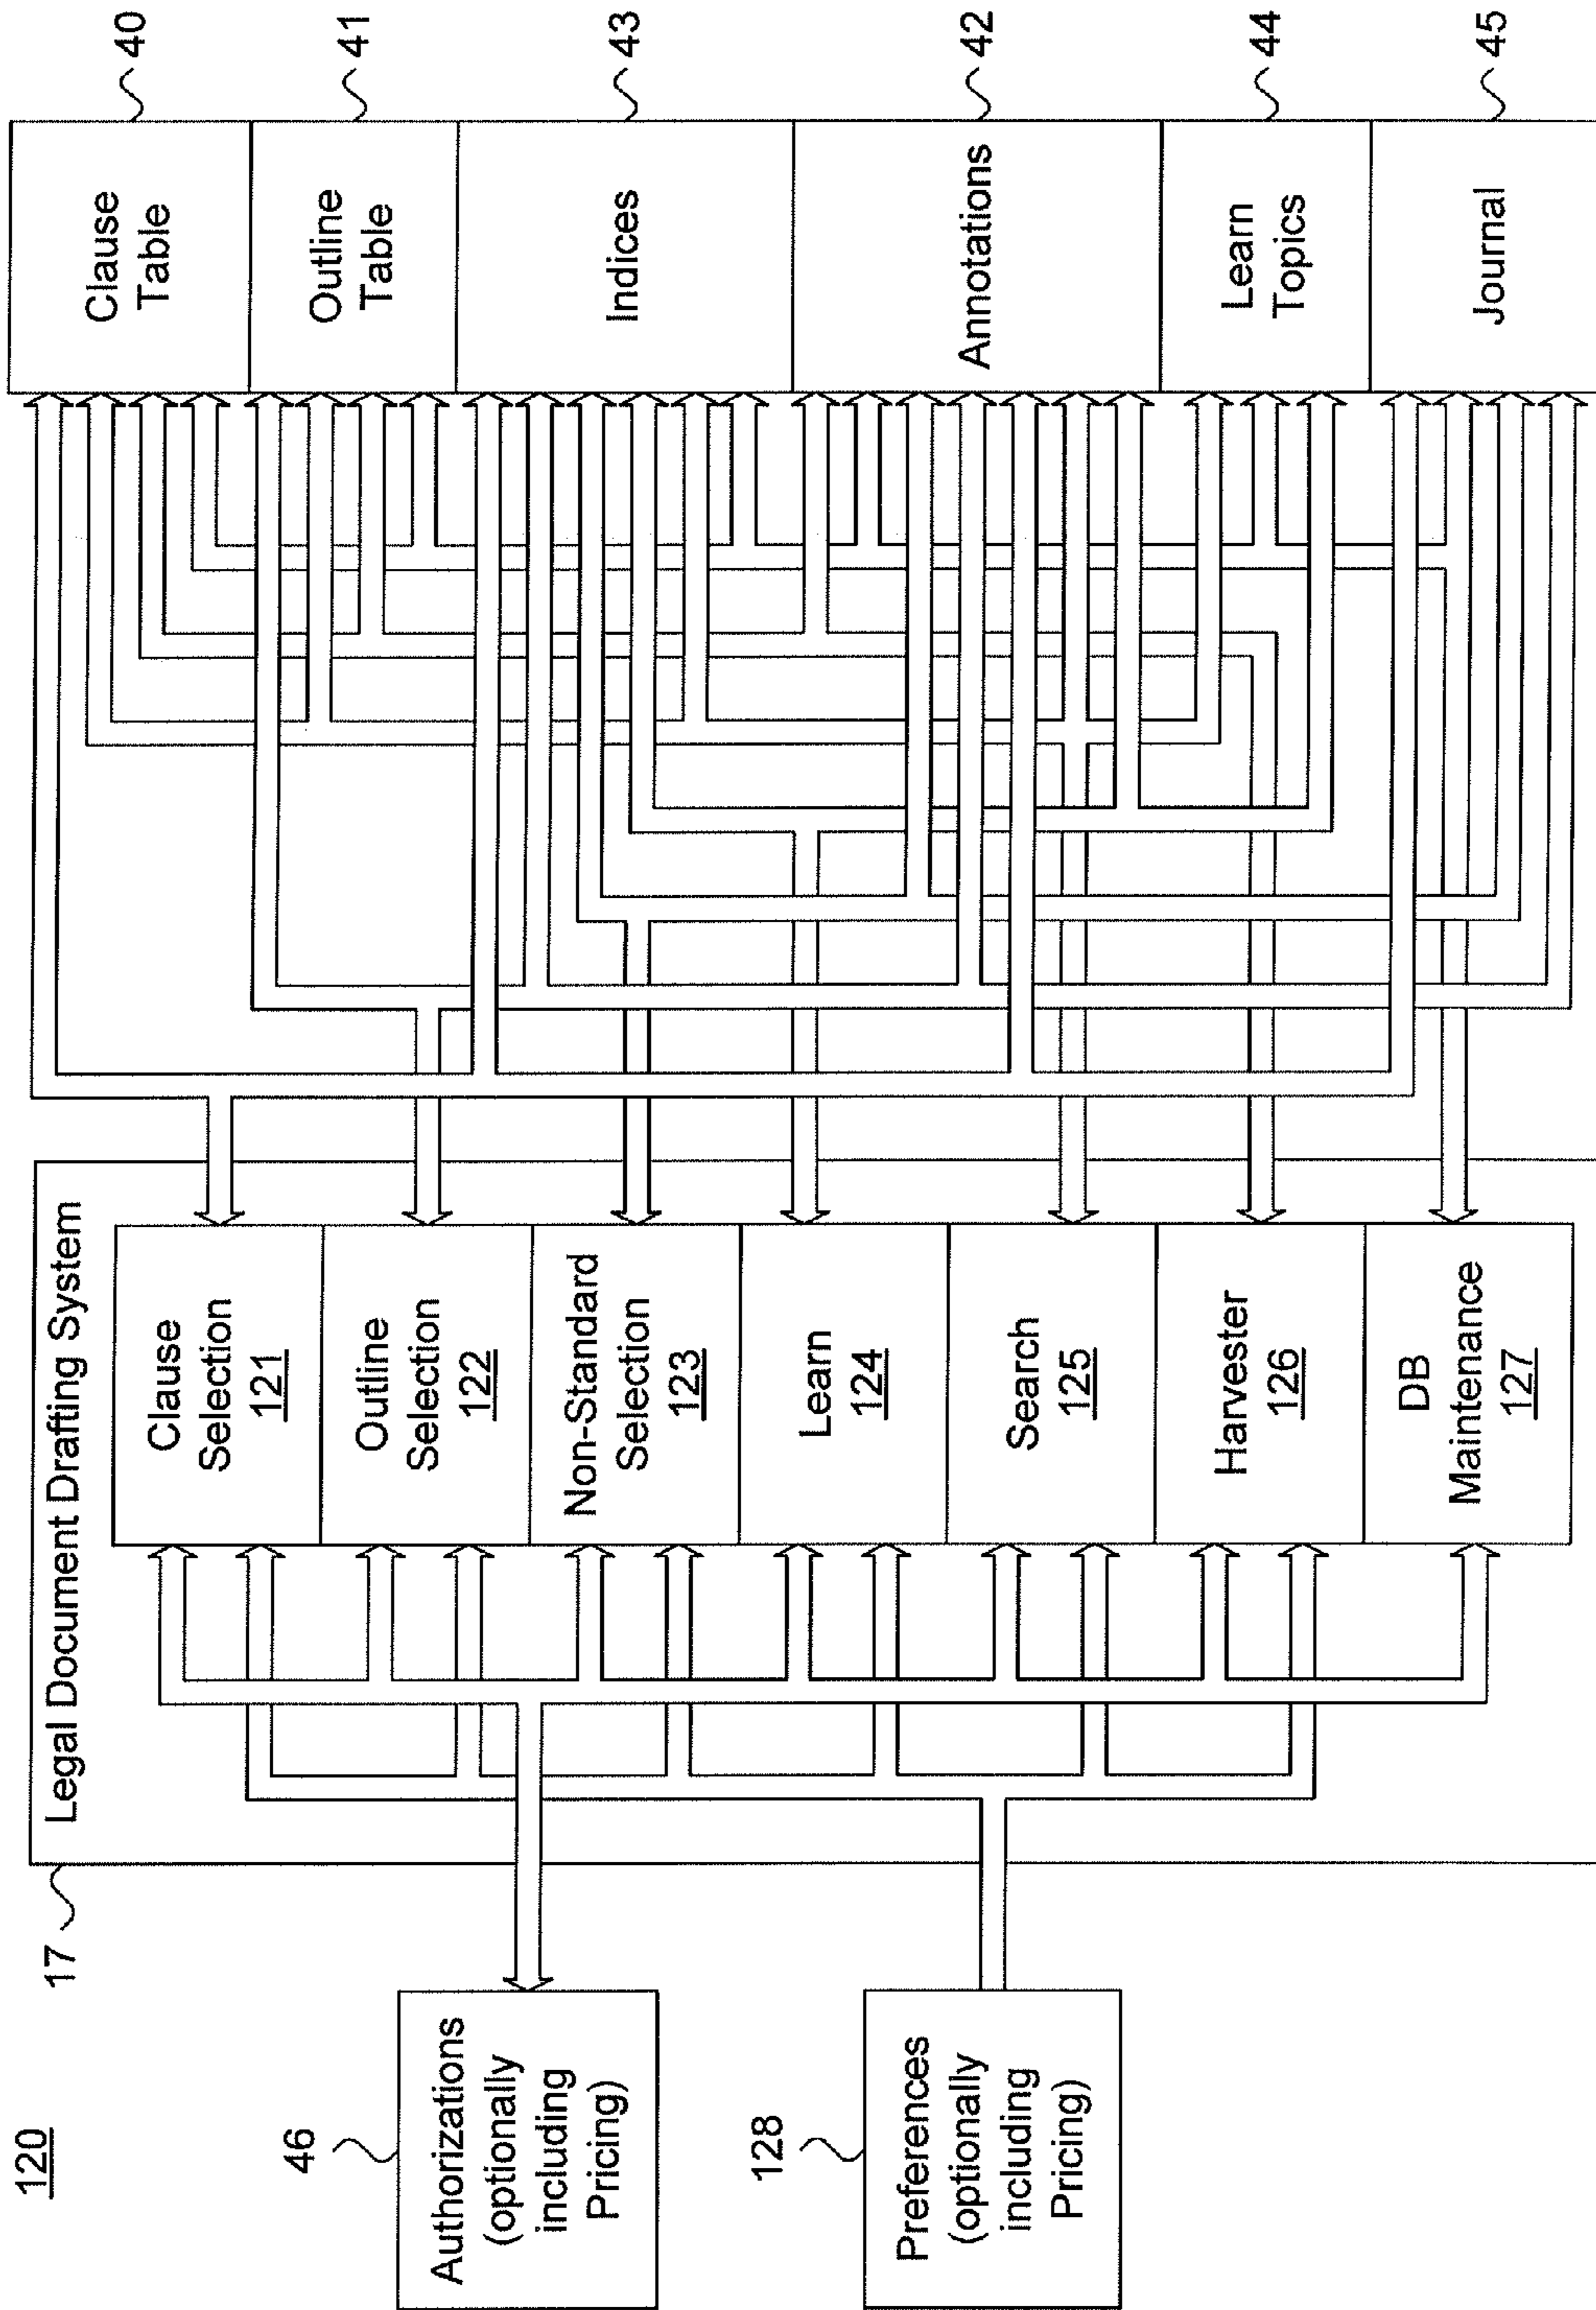 120
17
Legal Document Drafting System
46
Authorizations
(optionally
including
Pricing)
128
Preferences
(optionally
including
Pricing)
Clause
Selection
121
Outline
Selection
122
Non-Standard
Selection
123
Learn
124
Search
125
Harvester
126
DB
Maintenance
127
Clause
Table
40
Outline
Table
41
Indices
43
Annotations
42
Learn
Topics
44
Journal
45